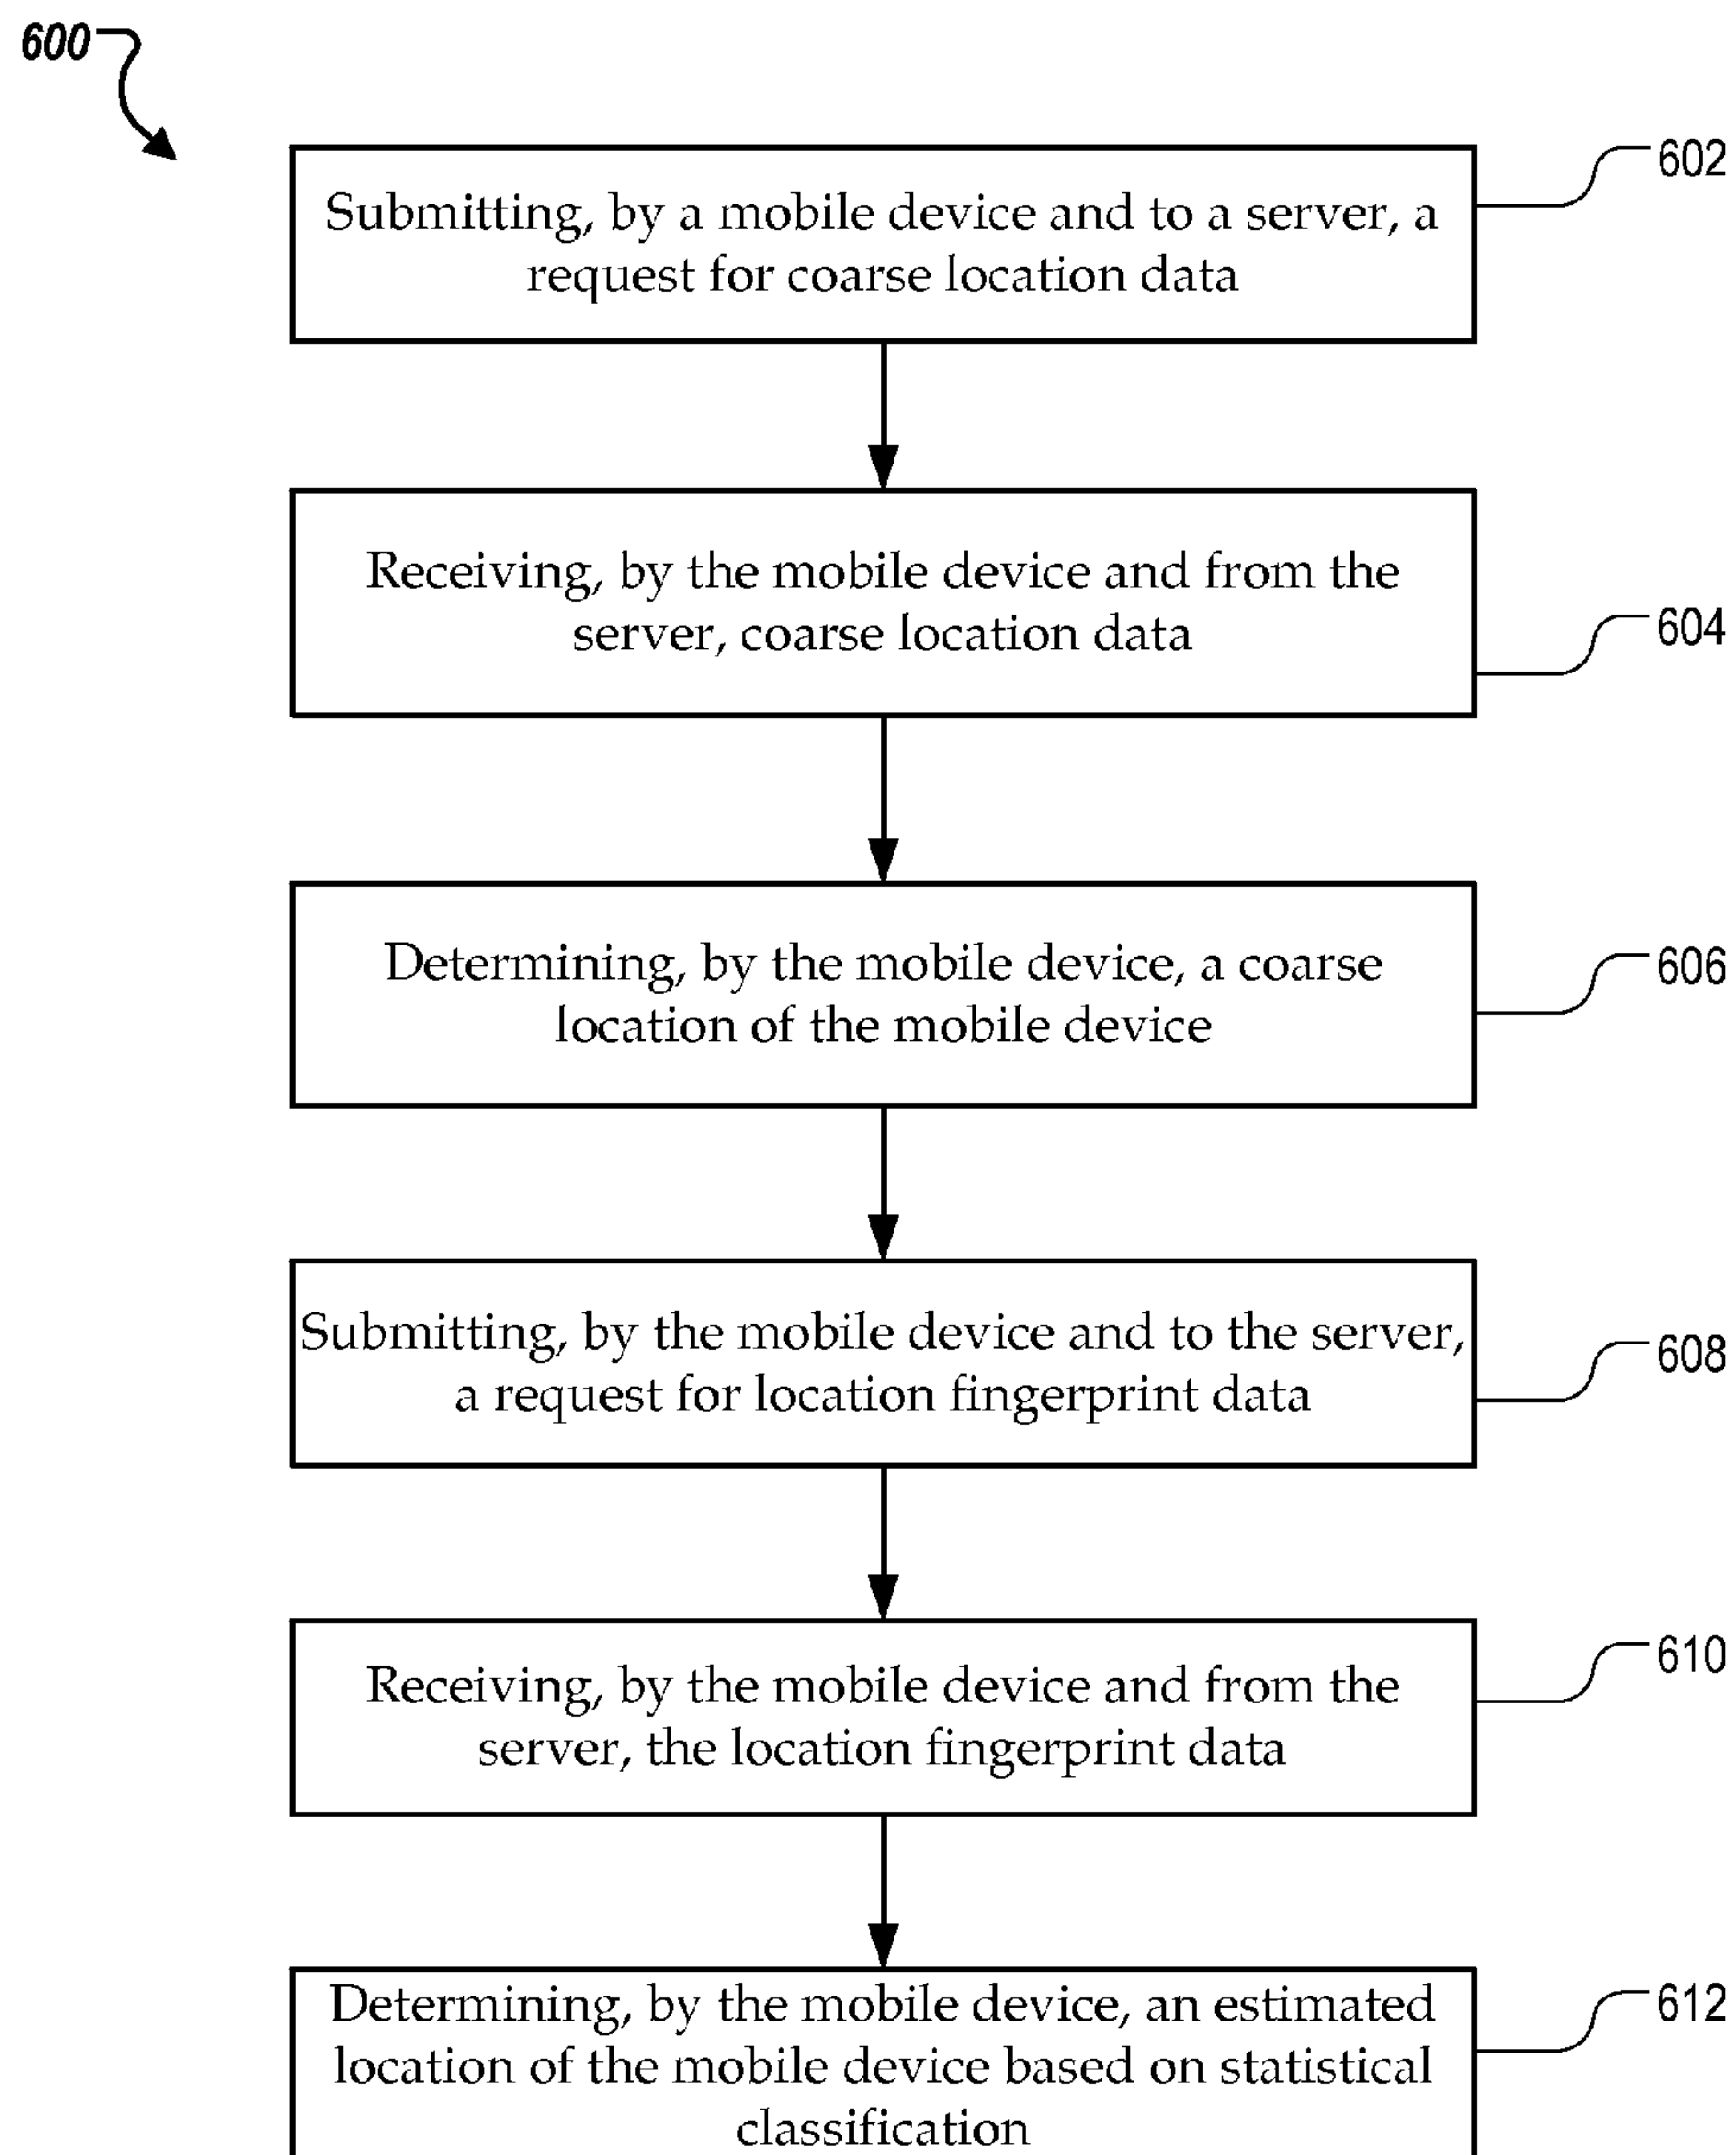 600
602
Submitting, by a mobile device and to a server, a
request for coarse location data
Receiving, by the mobile device and from the
server, coarse location data
604
Determining, by the mobile device, a coarse
location of the mobile device
606
Submitting, by the mobile device and to the server,
a request for location fingerprint data
608
Receiving, by the mobile device and from the
server, the location fingerprint data
610
Determining, by the mobile device, an estimated
location of the mobile device based on statistical
classification
612